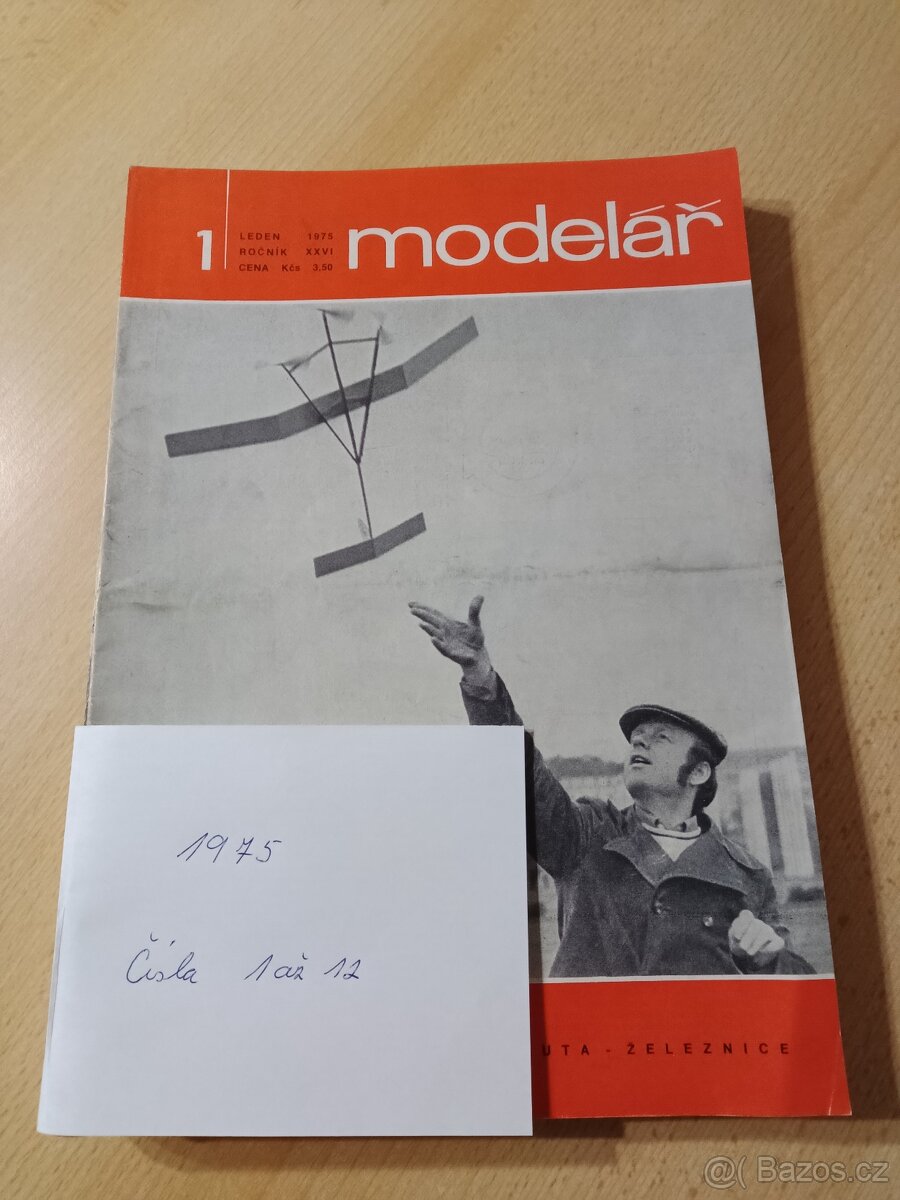 1
LEDEN 1975
ROČNÍK XXVI
CENA Kčs 3.50
modelář
1975
Čísla 1 až 12
UTA - ŽELEZNICE
@( Bazos.cz